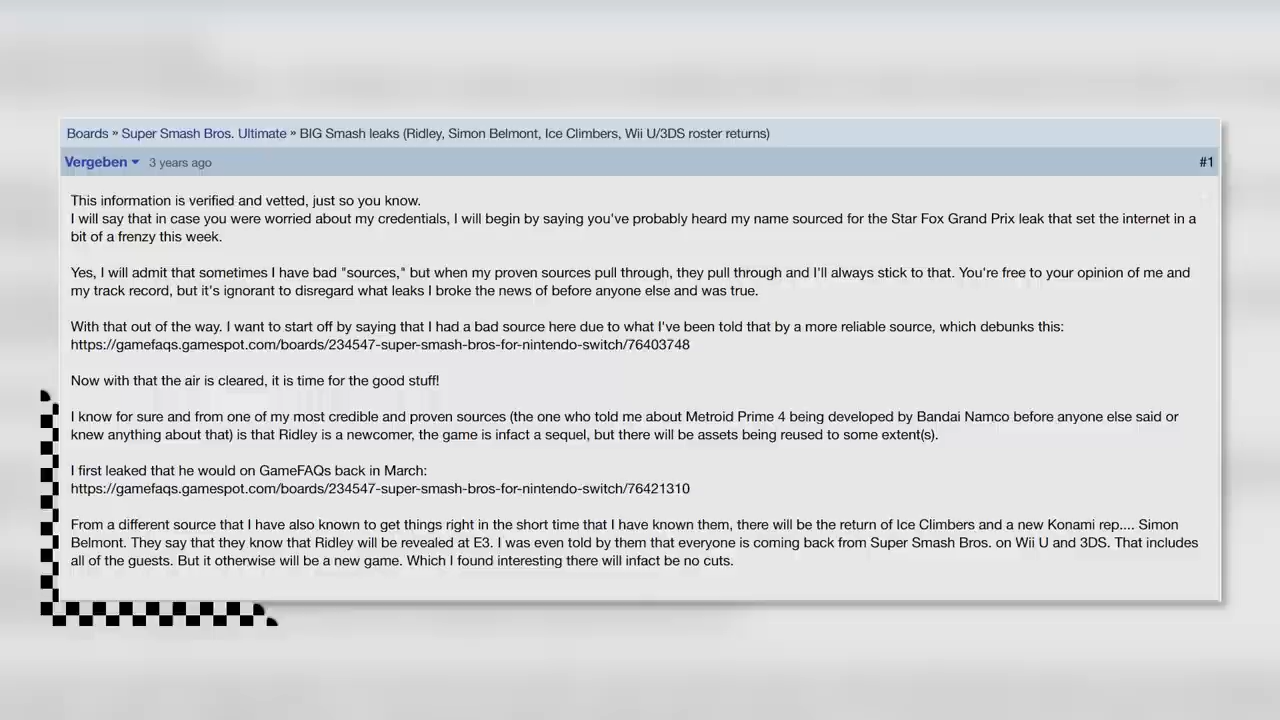 Boards » Super Smash Bros. Ultimate » BIG Smash leaks (Ridley, Simon Belmont, Ice Climbers, Wii U/3DS roster returns)
Vergeben 3 years ago #1
This information is verified and vetted, just so you know.
I will say that in case you were worried about my credentials, I will begin by saying you've probably heard my name sourced for the Star Fox Grand Prix leak that set the internet in a
bit of a frenzy this week.
Yes, I will admit that sometimes I have bad "sources," but when my proven sources pull through, they pull through and I'll always stick to that. You're free to your opinion of me and
my track record, but it's ignorant to disregard what leaks I broke the news of before anyone else and was true.
With that out of the way. I want to start off by saying that I had a bad source here due to what I've been told that by a more reliable source, which debunks this:
https://gamefaqs.gamespot.com/boards/234547-super-smash-bros-for-nintendo-switch/76403748
Now with that the air is cleared, it is time for the good stuff!
I know for sure and from one of my most credible and proven sources (the one who told me about Metroid Prime 4 being developed by Bandai Namco before anyone else said or
knew anything about that) is that Ridley is a newcomer, the game is infact a sequel, but there will be assets being reused to some extent(s).
I first leaked that he would on GameFAQs back in March:
https://gamefaqs.gamespot.com/boards/234547-super-smash-bros-for-nintendo-switch/76421310
From a different source that I have also known to get things right in the short time that I have known them, there will be the return of Ice Climbers and a new Konami rep.... Simon
Belmont. They say that they know that Ridley will be revealed at E3. I was even told by them that everyone is coming back from Super Smash Bros. on Wii U and 3DS. That includes
all of the guests. But it otherwise will be a new game. Which I found interesting there will infact be no cuts.